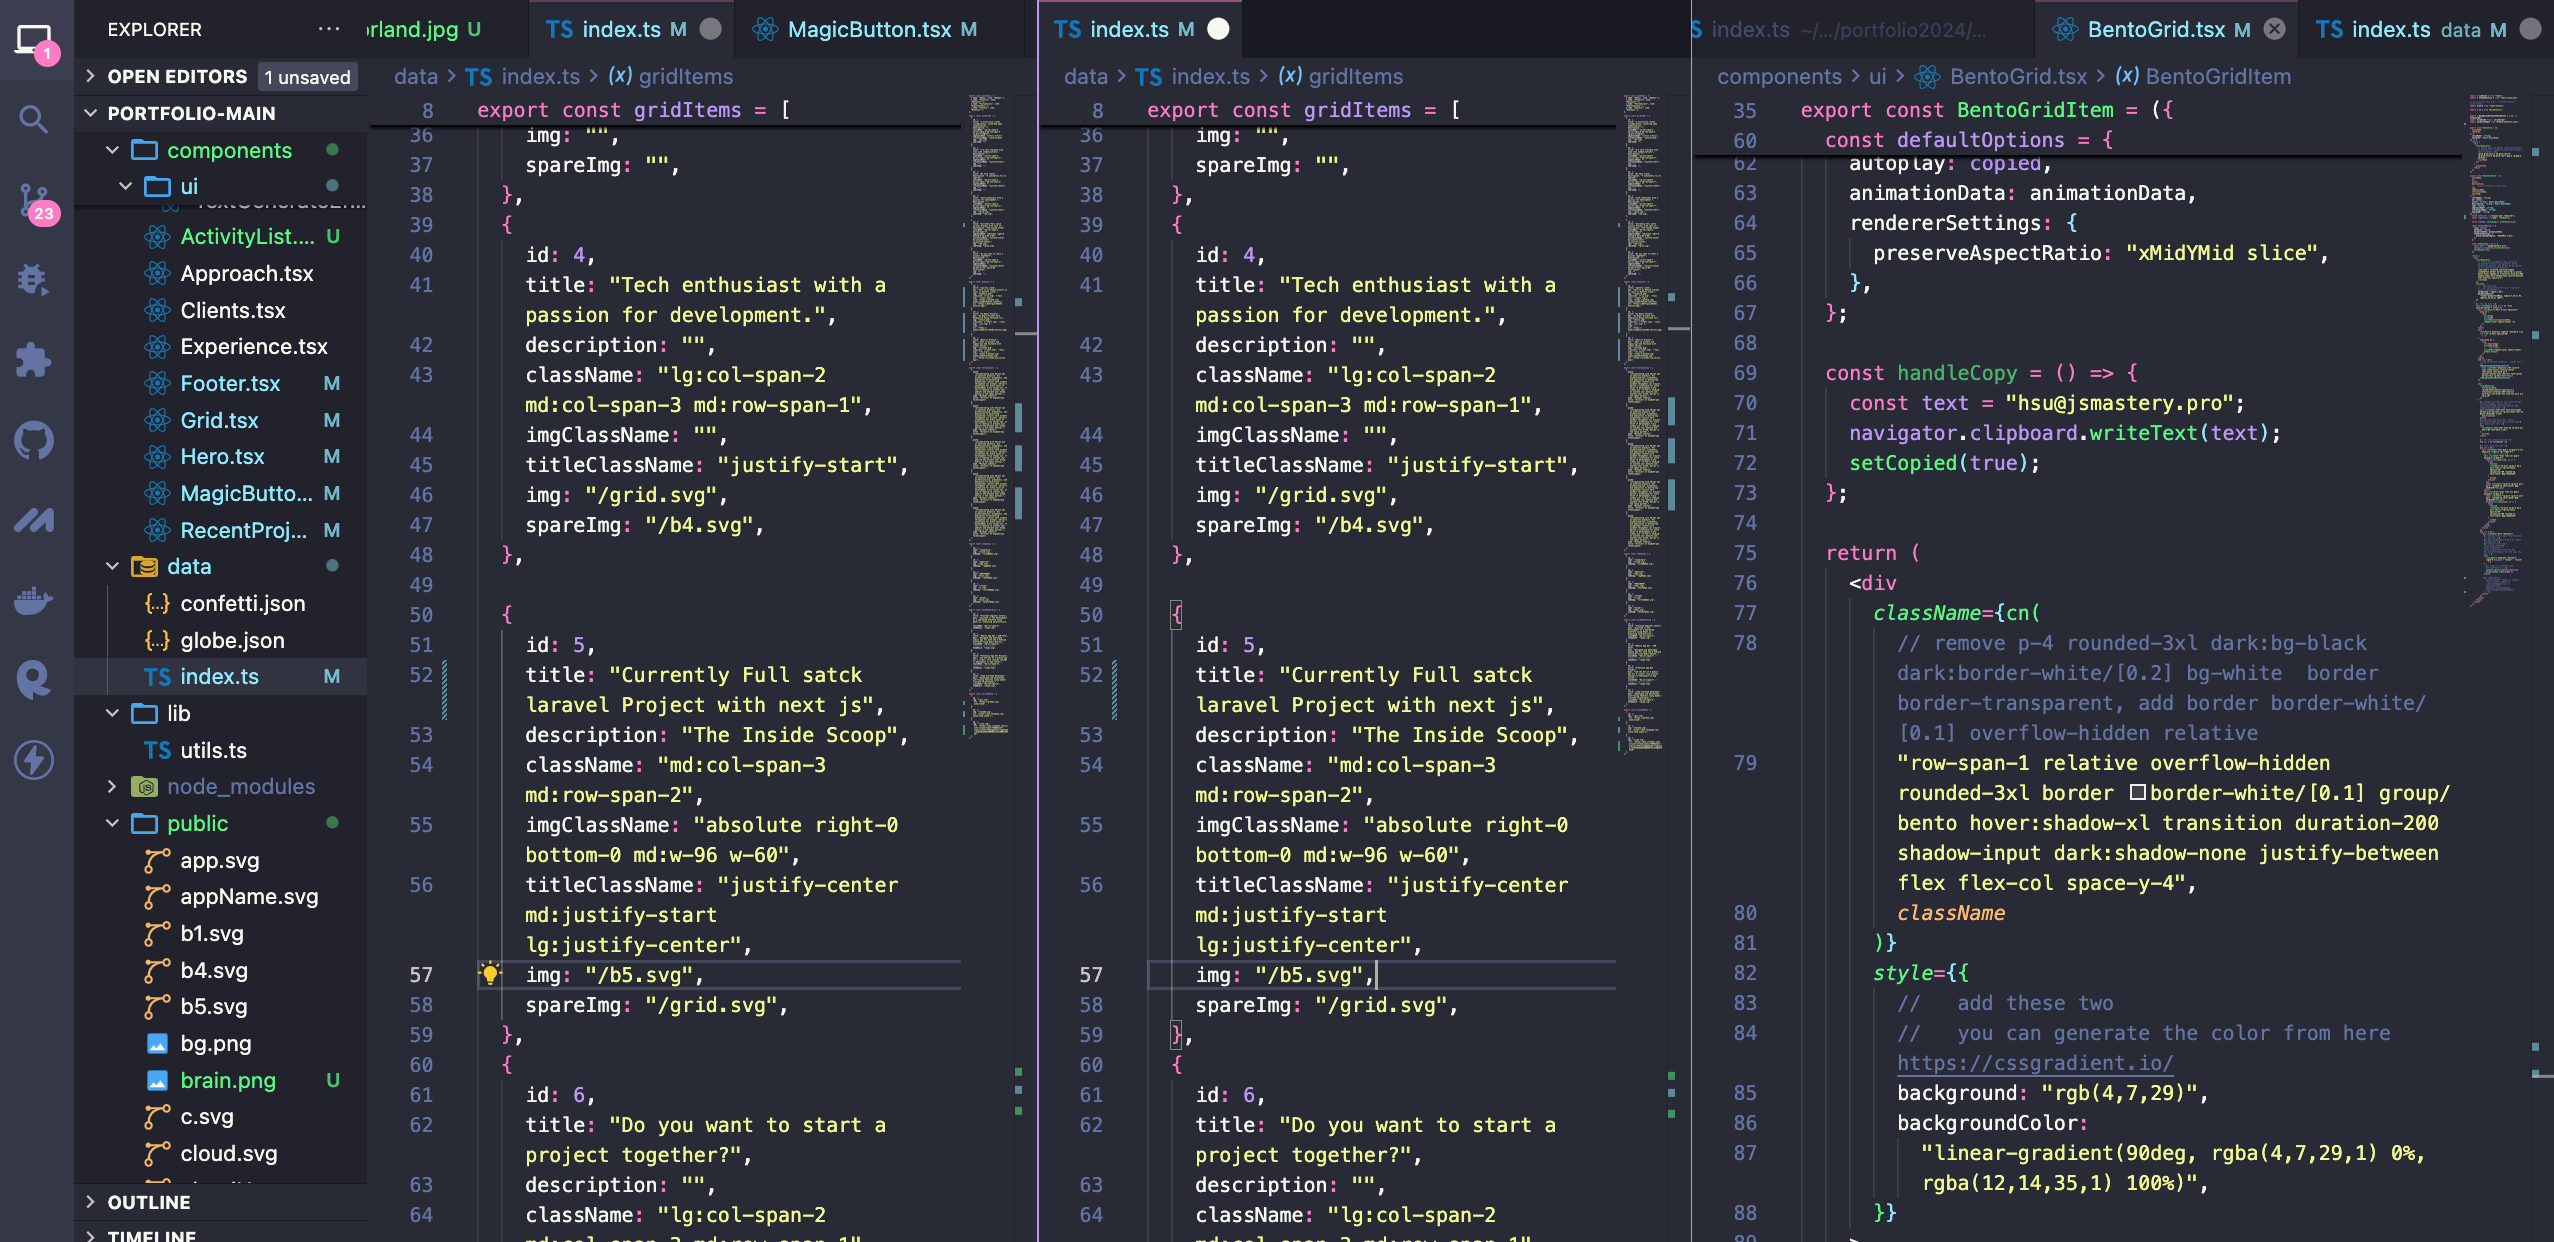 1
EXPLORER
OPEN EDITORS
1 unsaved
PORTFOLIO-MAIN
components
ui
ActivityList.... U
Approach.tsx
Clients.tsx
Experience.tsx
Footer.tsx M
Grid.tsx M
Hero.tsx M
MagicButto... M
RecentProj... M
data
{..} confetti.json
{..} globe.json
TS index.ts M
lib
TS utils.ts
node_modules
public
app.svg
appName.svg
b1.svg
b4.svg
b5.svg
bg.png
brain.png U
c.svg
cloud.svg
OUTLINE
TIMELINE
23
rland.jpg U
TS index.ts M
MagicButton.tsx M
data > TS index.ts > (x) gridItems
8 export const gridItems = [
36 img: "",
37 spareImg: "",
38 },
39 {
40 id: 4,
41 title: "Tech enthusiast with a
passion for development.",
42 description: "",
43 className: "lg:col-span-2
md:col-span-3 md:row-span-1",
44 imgClassName: "",
45 titleClassName: "justify-start",
46 img: "/grid.svg",
47 spareImg: "/b4.svg",
48 },
49
50 {
51 id: 5,
52 title: "Currently Full satck
laravel Project with next js",
53 description: "The Inside Scoop",
54 className: "md:col-span-3
md:row-span-2",
55 imgClassName: "absolute right-0
bottom-0 md:w-96 w-60",
56 titleClassName: "justify-center
md:justify-start
lg:justify-center",
57 img: "/b5.svg",
58 spareImg: "/grid.svg",
59 },
60 {
61 id: 6,
62 title: "Do you want to start a
project together?",
63 description: "",
64 className: "lg:col-span-2
md:col-span-3 md:row-span-1"
TS index.ts M
data > TS index.ts > (x) gridItems
8 export const gridItems = [
36 img: "",
37 spareImg: "",
38 },
39 {
40 id: 4,
41 title: "Tech enthusiast with a
passion for development.",
42 description: "",
43 className: "lg:col-span-2
md:col-span-3 md:row-span-1",
44 imgClassName: "",
45 titleClassName: "justify-start",
46 img: "/grid.svg",
47 spareImg: "/b4.svg",
48 },
49
50 {
51 id: 5,
52 title: "Currently Full satck
laravel Project with next js",
53 description: "The Inside Scoop",
54 className: "md:col-span-3
md:row-span-2",
55 imgClassName: "absolute right-0
bottom-0 md:w-96 w-60",
56 titleClassName: "justify-center
md:justify-start
lg:justify-center",
57 img: "/b5.svg",
58 spareImg: "/grid.svg",
59 },
60 {
61 id: 6,
62 title: "Do you want to start a
project together?",
63 description: "",
64 className: "lg:col-span-2
md:col-span-3 md:row-span-1"
S index.ts ~/.../portfolio2024/...
BentoGrid.tsx M
TS index.ts data M
components > ui > BentoGrid.tsx > (x) BentoGridItem
35 export const BentoGridItem = ({
60 const defaultOptions = {
62 autoplay: copied,
63 animationData: animationData,
64 rendererSettings: {
65 preserveAspectRatio: "xMidYMid slice",
66 },
67 };
68
69 const handleCopy = () => {
70 const text = "hsu@jsmastery.pro";
71 navigator.clipboard.writeText(text);
72 setCopied(true);
73 };
74
75 return (
76 <div
77 className={cn(
78 // remove p-4 rounded-3xl dark:bg-black
dark:border-white/[0.2] bg-white  border
border-transparent, add border border-white/
[0.1] overflow-hidden relative
79 "row-span-1 relative overflow-hidden
rounded-3xl border border-white/[0.1] group/
bento hover:shadow-xl transition duration-200
shadow-input dark:shadow-none justify-between
flex flex-col space-y-4",
80 className
81 )}
82 style={{
83 //   add these two
84 //   you can generate the color from here
https://cssgradient.io/
85 background: "rgb(4,7,29)",
86 backgroundColor:
87 "linear-gradient(90deg, rgba(4,7,29,1) 0%,
rgba(12,14,35,1) 100%)",
88 }}
89 >